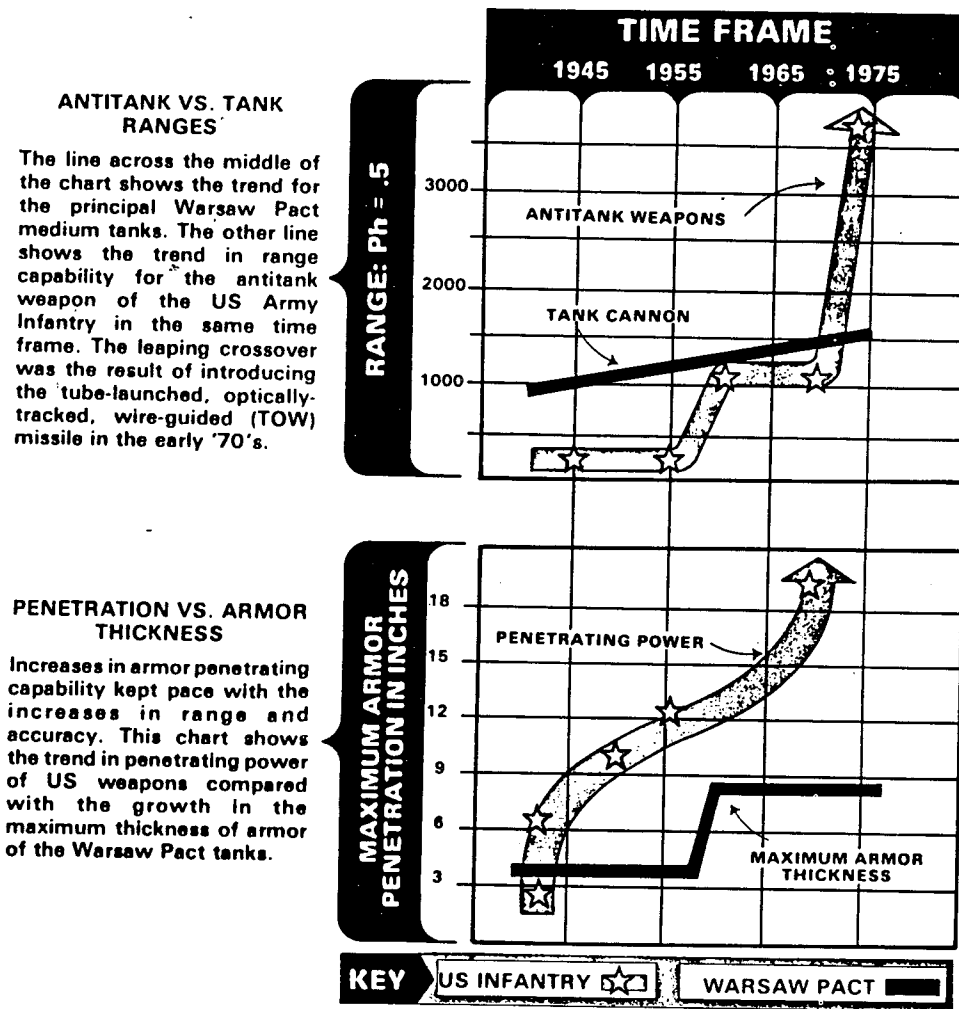 TIME FRAME
1945 1955 1965 1975
ANTITANK VS. TANK
RANGES
The line across the middle of
the chart shows the trend for
the principal Warsaw Pact
medium tanks. The other line
shows the trend in range
capability for the antitank
weapon of the US Army
Infantry in the same time
frame. The leaping crossover
was the result of introducing
the tube-launched, optically-
tracked, wire-guided (TOW)
missile in the early '70's.
RANGE: Ph = .5
3000
2000
1000
ANTITANK WEAPONS
TANK CANNON
PENETRATION VS. ARMOR
THICKNESS
Increases in armor penetrating
capability kept pace with the
increases in range and
accuracy. This chart shows
the trend in penetrating power
of US weapons compared
with the growth in the
maximum thickness of armor
of the Warsaw Pact tanks.
MAXIMUM ARMOR
PENETRATION IN INCHES
18
15
12
9
6
3
PENETRATING POWER
MAXIMUM ARMOR
THICKNESS
KEY US INFANTRY WARSAW PACT